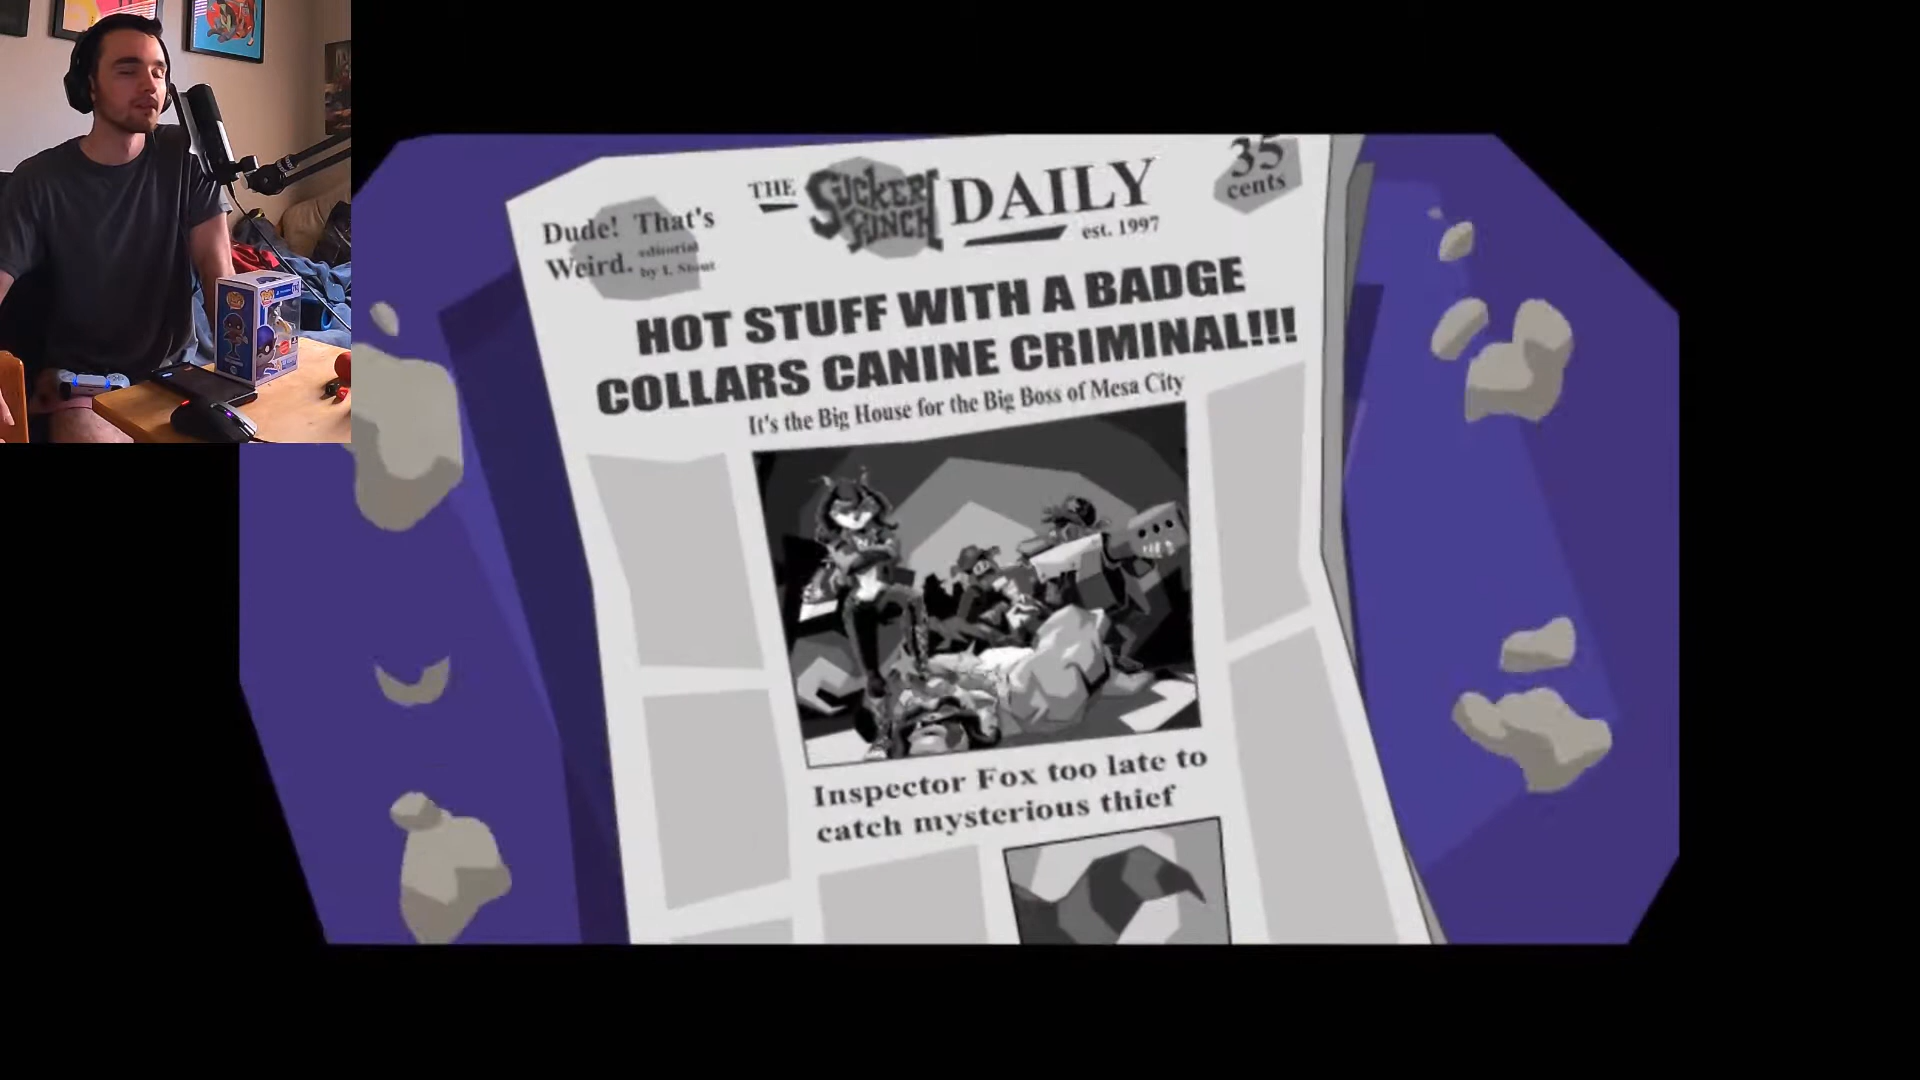 Dude! That's
Weird. editorial
by I. Stout
THE SUCKER PUNCH DAILY
est. 1997
35
cents
HOT STUFF WITH A BADGE
COLLARS CANINE CRIMINAL!!!
It's the Big House for the Big Boss of Mesa City
Inspector Fox too late to
catch mysterious thief